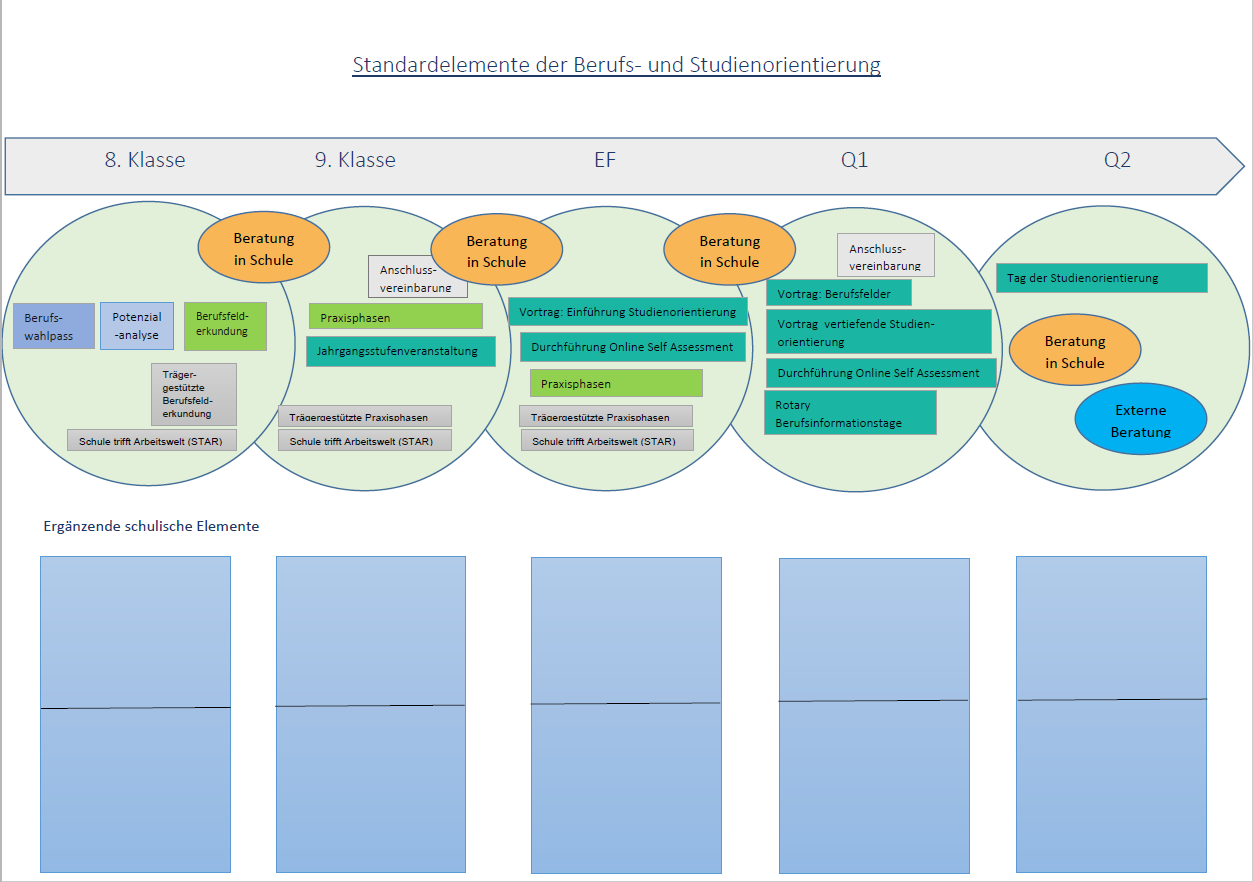 Standardelemente der Berufs- und Studienorientierung
8. Klasse
9. Klasse
EF
Q1
Q2
Beratung
in Schule
Berufs-
wahlpass
Potenzial
-analyse
Berufsfeld-
erkundung
Träger-
gestützte
Berufsfeld-
erkundung
Schule trifft Arbeitswelt (STAR)
Beratung
in Schule
Anschluss-
vereinbarung
Praxisphasen
Jahrgangsstufenveranstaltung
Trägergestützte Praxisphasen
Schule trifft Arbeitswelt (STAR)
Beratung
in Schule
Vortrag: Einführung Studienorientierung
Durchführung Online Self Assessment
Praxisphasen
Trägergestützte Praxisphasen
Schule trifft Arbeitswelt (STAR)
Anschluss-
vereinbarung
Vortrag: Berufsfelder
Vortrag vertiefende Studien-
orientierung
Durchführung Online Self Assessment
Rotary
Berufsinformationstage
Tag der Studienorientierung
Beratung
in Schule
Externe
Beratung
Ergänzende schulische Elemente